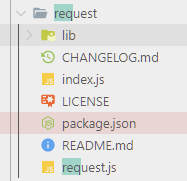 request
lib
CHANGELOG.md
index.js
LICENSE
package.json
README.md
request.js